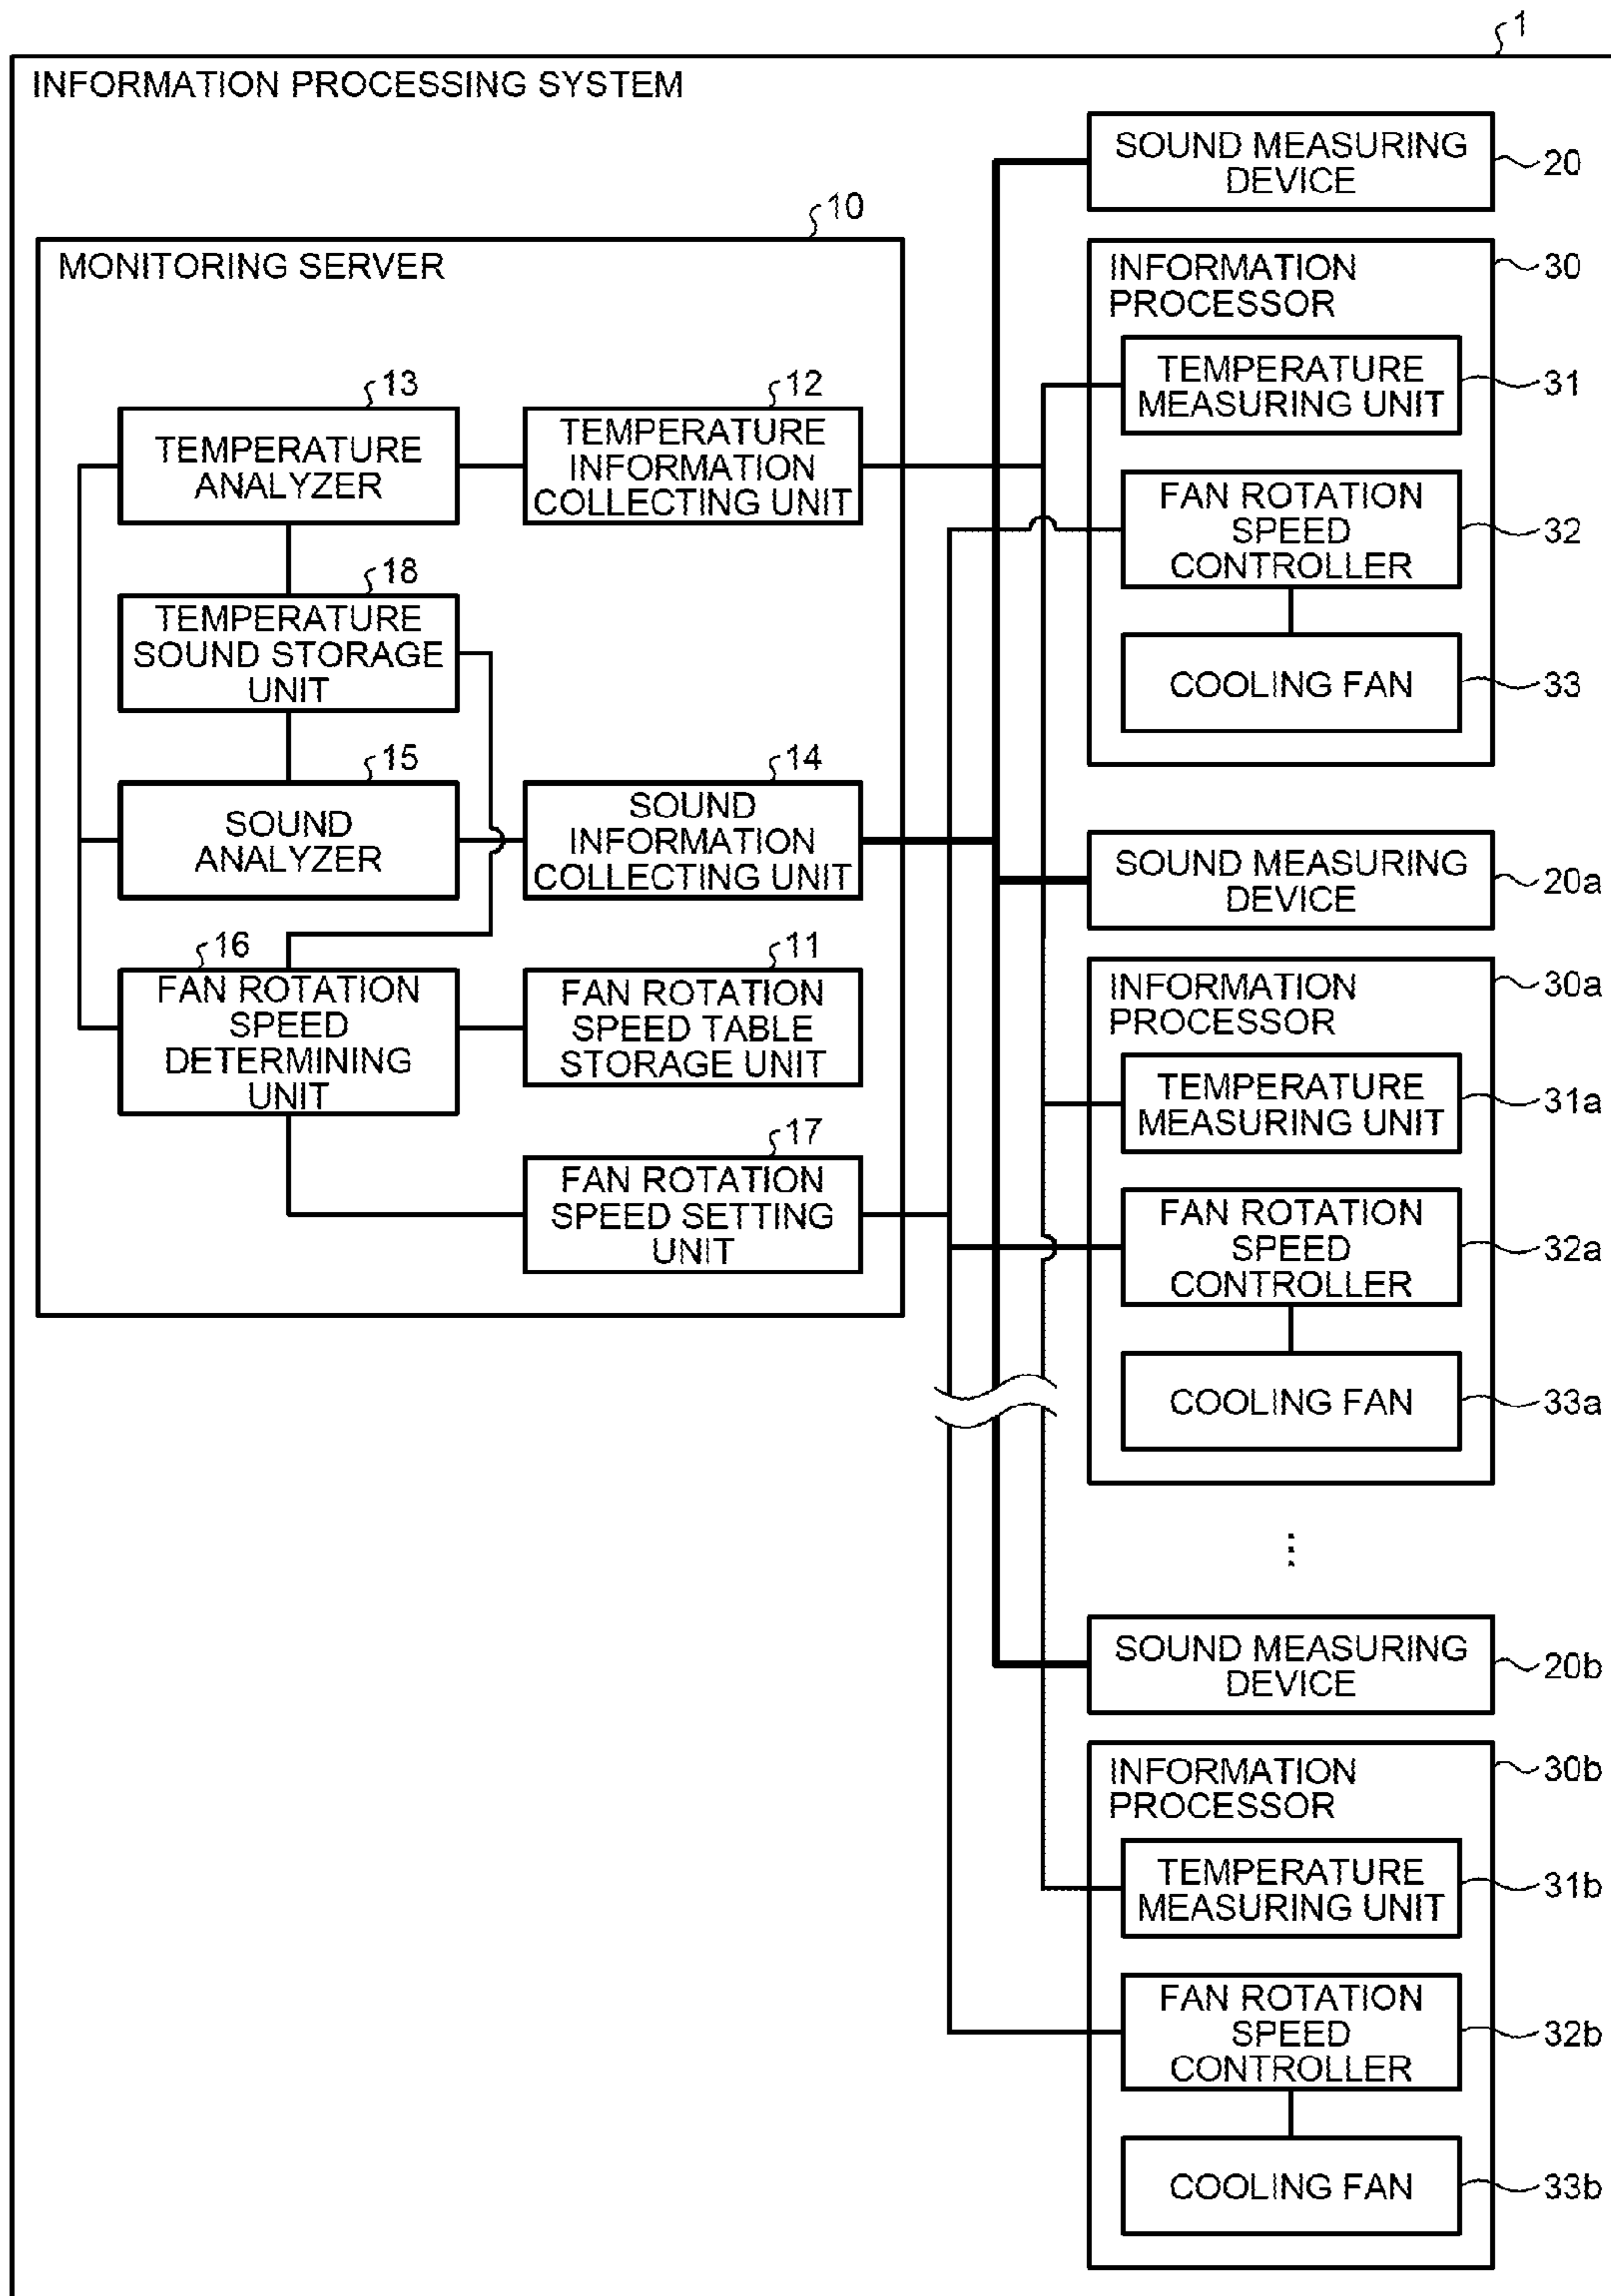 1
INFORMATION PROCESSING SYSTEM
10
MONITORING SERVER
13
TEMPERATURE
ANALYZER
12
TEMPERATURE
INFORMATION
COLLECTING UNIT
18
TEMPERATURE
SOUND STORAGE
UNIT
15
SOUND
ANALYZER
14
SOUND
INFORMATION
COLLECTING UNIT
16
FAN ROTATION
SPEED
DETERMINING
UNIT
11
FAN ROTATION
SPEED TABLE
STORAGE UNIT
17
FAN ROTATION
SPEED SETTING
UNIT
SOUND MEASURING
DEVICE
20
INFORMATION
PROCESSOR
30
TEMPERATURE
MEASURING UNIT
31
FAN ROTATION
SPEED
CONTROLLER
32
COOLING FAN
33
SOUND MEASURING
DEVICE
20a
INFORMATION
PROCESSOR
30a
TEMPERATURE
MEASURING UNIT
31a
FAN ROTATION
SPEED
CONTROLLER
32a
COOLING FAN
33a
SOUND MEASURING
DEVICE
20b
INFORMATION
PROCESSOR
30b
TEMPERATURE
MEASURING UNIT
31b
FAN ROTATION
SPEED
CONTROLLER
32b
COOLING FAN
33b